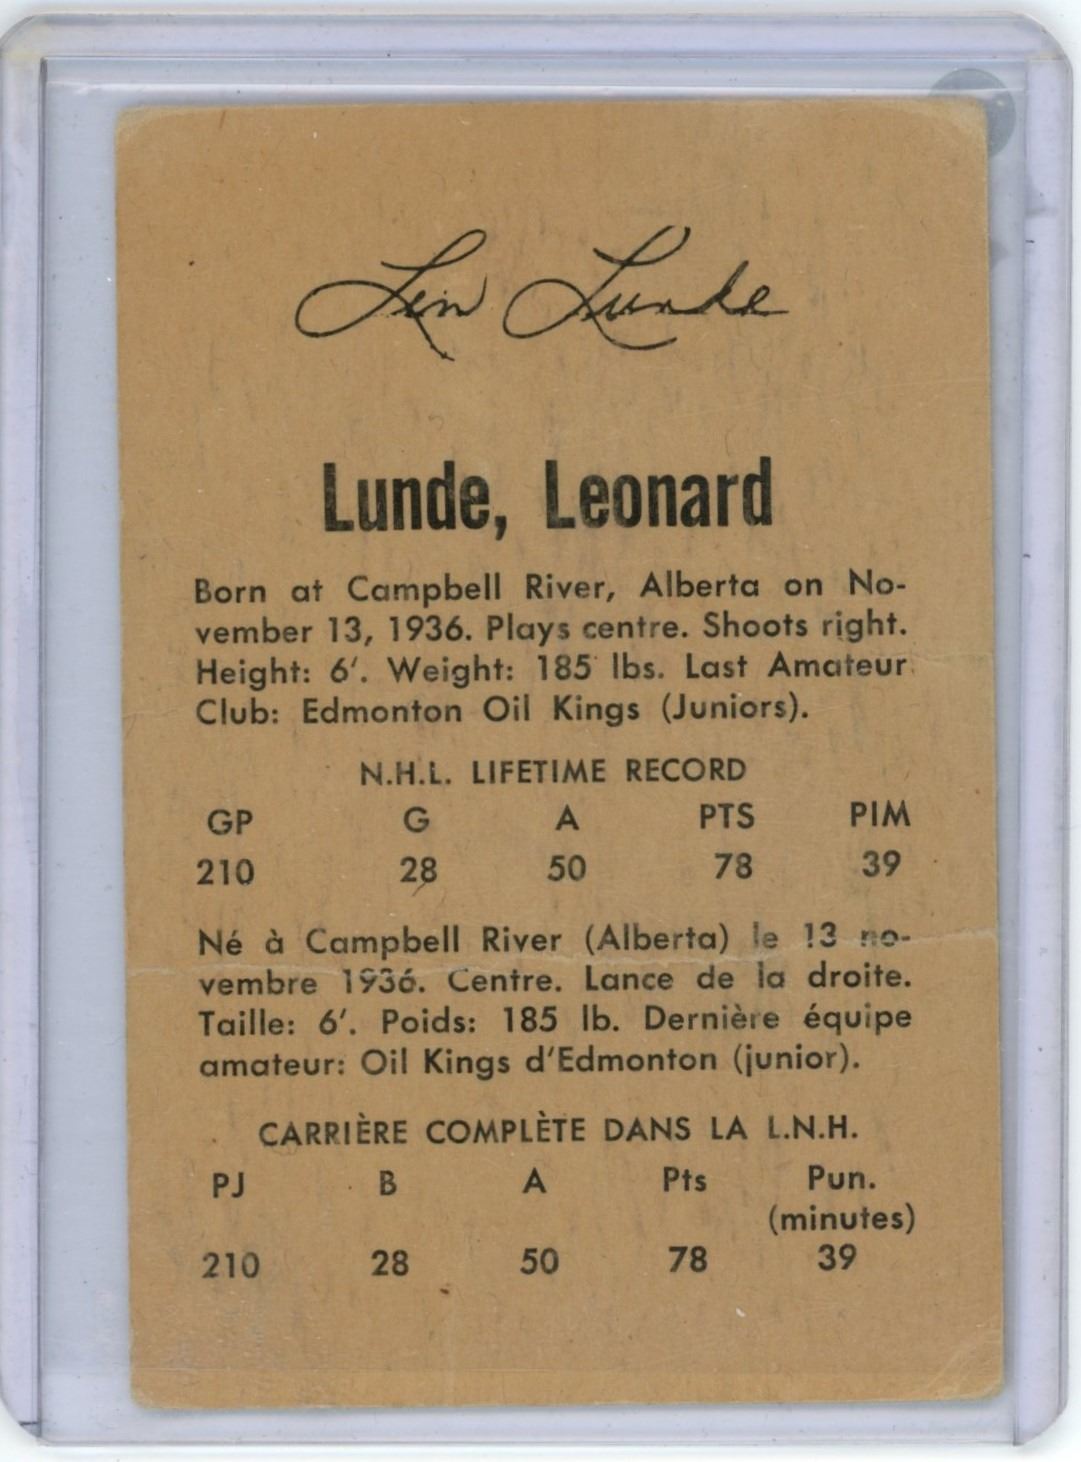 Len Lunde
Lunde, Leonard
Born at Campbell River, Alberta on No-
vember 13, 1936. Plays centre. Shoots right.
Height: 6'. Weight: 185 lbs. Last Amateur
Club: Edmonton Oil Kings (Juniors).
N.H.L. LIFETIME RECORD
GP G A PTS PIM
210 28 50 78 39
Né à Campbell River (Alberta) le 13 no-
vembre 1936. Centre. Lance de la droite.
Taille: 6'. Poids: 185 lb. Dernière équipe
amateur: Oil Kings d'Edmonton (junior).
CARRIÈRE COMPLÈTE DANS LA L.N.H.
PJ B A Pts Pun.
(minutes)
210 28 50 78 39